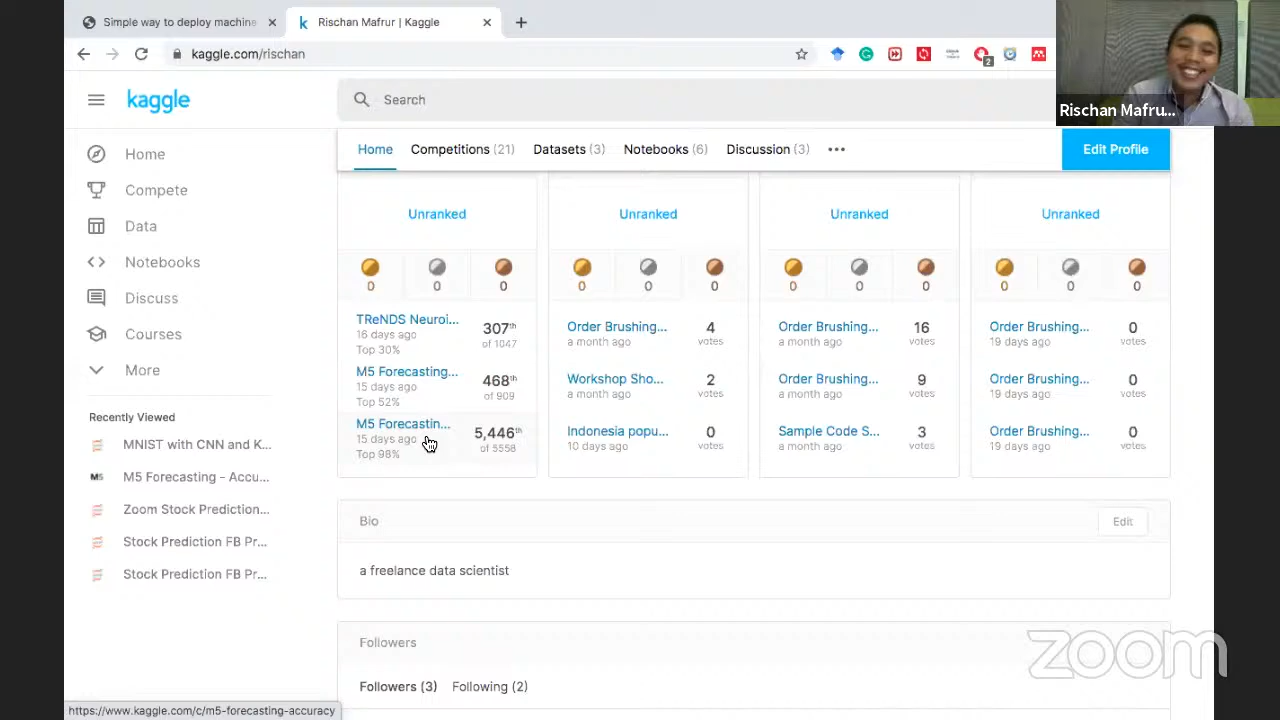 Simple way to deploy machine
Rischan Mafrur | Kaggle
kaggle.com/rischan
2
Rischan Mafru...
kaggle
Search
Home
Competitions (21)
Datasets (3)
Notebooks (6)
Discussion (3)
Edit Profile
Home
Compete
Data
Notebooks
Discuss
Courses
More
Recently Viewed
MNIST with CNN and K...
M5 M5 Forecasting - Accu...
Zoom Stock Prediction...
Stock Prediction FB Pr...
Stock Prediction FB Pr...
Unranked
0 0 0
TReNDS Neuroi...
16 days ago
Top 30%
307th
of 1047
M5 Forecasting...
15 days ago
Top 52%
468th
of 909
M5 Forecastin...
15 days ago
Top 98%
5,446th
of 5558
Unranked
0 0 0
Order Brushing...
a month ago
4
votes
Workshop Sho...
a month ago
2
votes
Indonesia popu...
10 days ago
0
votes
Unranked
0 0 0
Order Brushing...
a month ago
16
votes
Order Brushing...
a month ago
9
votes
Sample Code S...
a month ago
3
votes
Unranked
0 0 0
Order Brushing...
19 days ago
0
votes
Order Brushing...
19 days ago
0
votes
Order Brushing...
19 days ago
0
votes
Bio
Edit
a freelance data scientist
Followers
Followers (3)
Following (2)
zoom
https://www.kaggle.com/c/m5-forecasting-accuracy